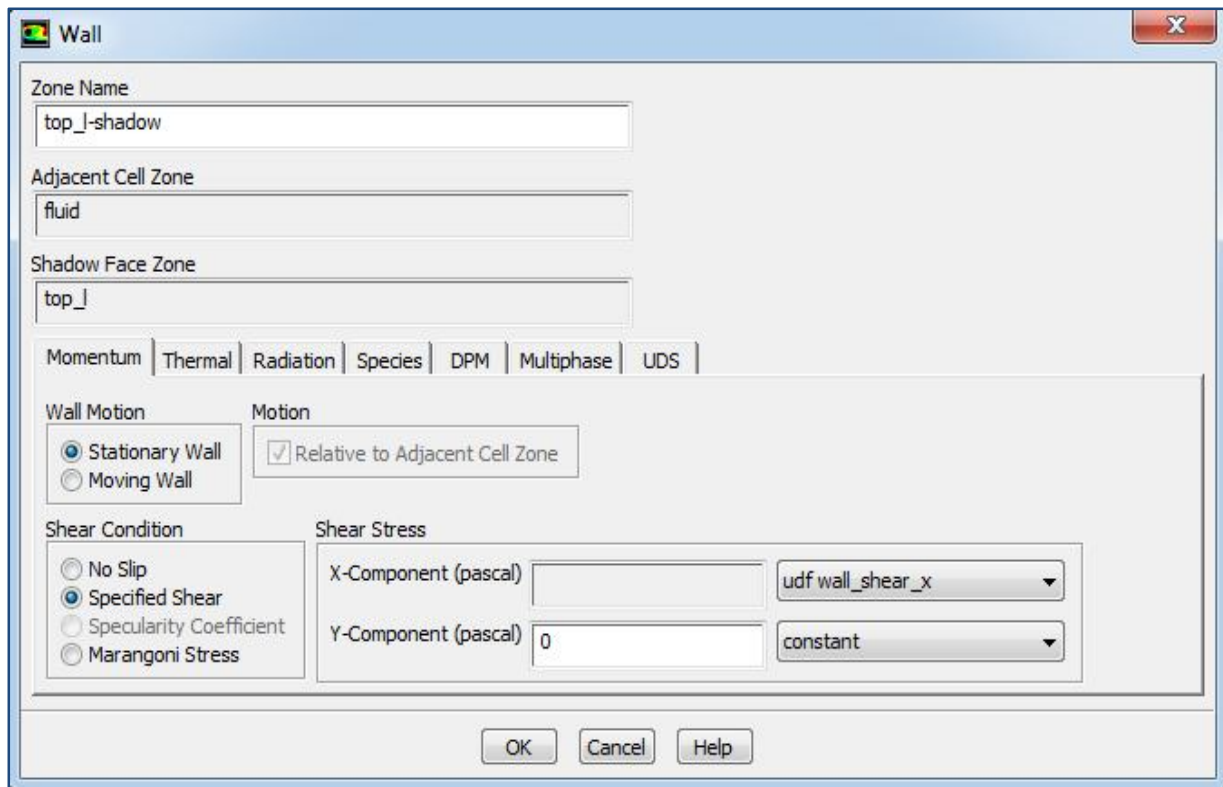 Wall
X
Zone Name
top_l-shadow
Adjacent Cell Zone
fluid
Shadow Face Zone
top_l
Momentum Thermal Radiation Species DPM Multiphase UDS
Wall Motion Motion
Stationary Wall Relative to Adjacent Cell Zone
Moving Wall
Shear Condition Shear Stress
No Slip X-Component (pascal) udf wall_shear_x
Specified Shear
Specularity Coefficient Y-Component (pascal) 0 constant
Marangoni Stress
OK Cancel Help